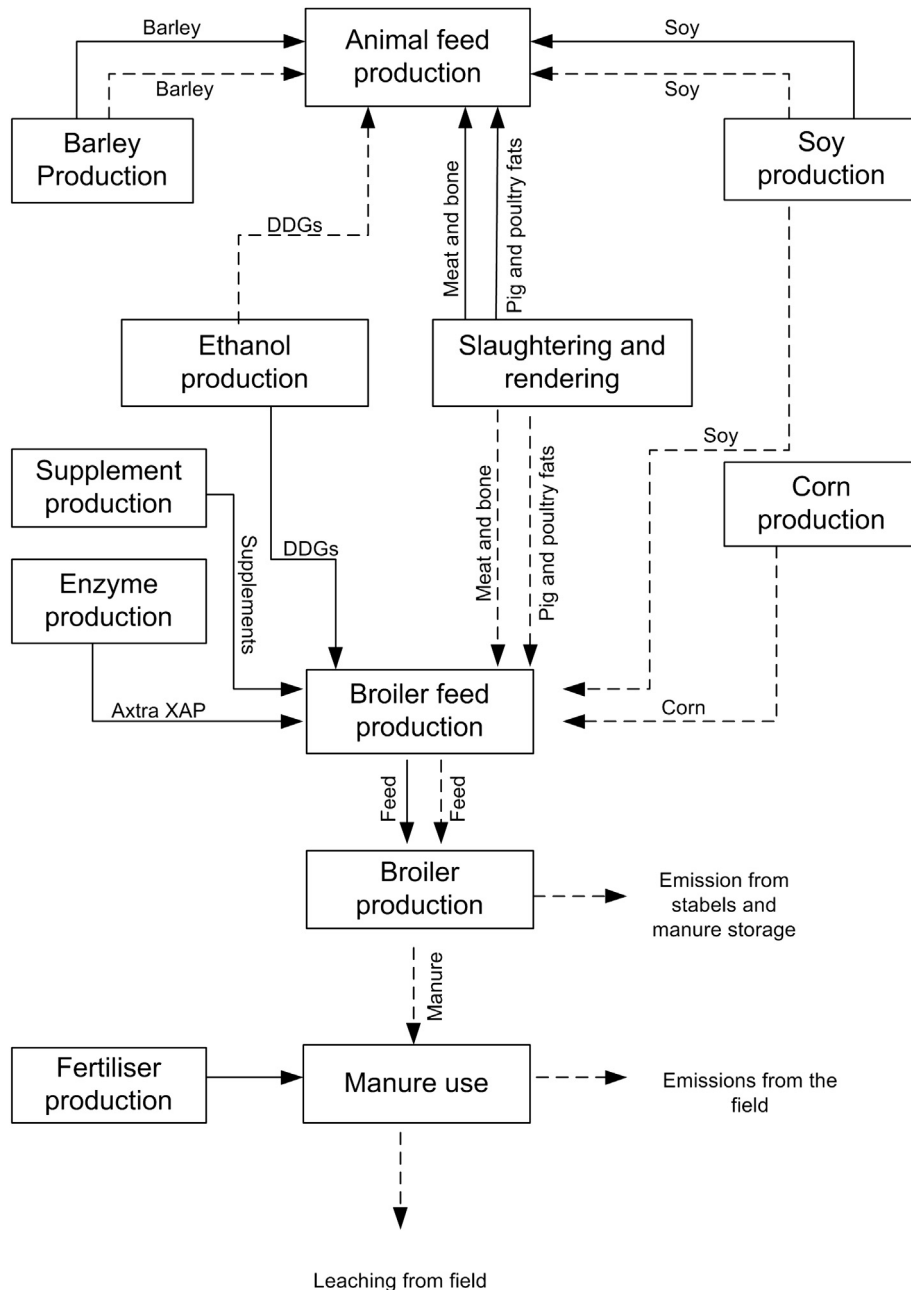 Barley
Animal feed
production
Soy
Barley
Soy
Barley
Production
Soy
production
DDGs
Meat and bone
Pig and poultry fats
Ethanol
production
Slaughtering and
rendering
Supplement
production
Soy
Corn
production
Supplements
DDGs
Meat and bone
Pig and poultry fats
Enzyme
production
Axtra XAP
Broiler feed
production
Corn
Feed
Feed
Broiler
production
Emission from
stabels and
manure storage
Manure
Fertiliser
production
Manure use
Emissions from the
field
Leaching from field